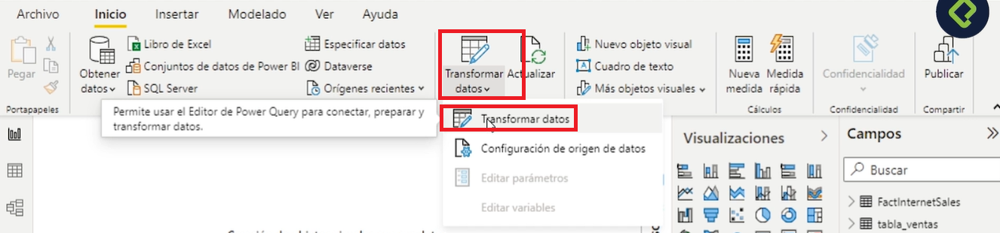 Archivo
Inicio
Insertar
Modelado
Ver
Ayuda
Pegar
Portapapeles
Obtener
datos
Libro de Excel
Conjuntos de datos de Power BI
SQL Server
Especificar datos
Dataverse
Orígenes recientes
Transformar
datos
Actualizar
Nuevo objeto visual
Cuadro de texto
Más objetos visuales
Nueva
medida
Medida
rápida
Cálculos
Confidencialidad
Confidencialidad
Publicar
Compartir
Permite usar el Editor de Power Query para conectar, preparar y
transformar datos.
Transformar datos
Configuración de origen de datos
Editar parámetros
Editar variables
Visualizaciones
Campos
Buscar
FactInternetSales
tabla_ventas